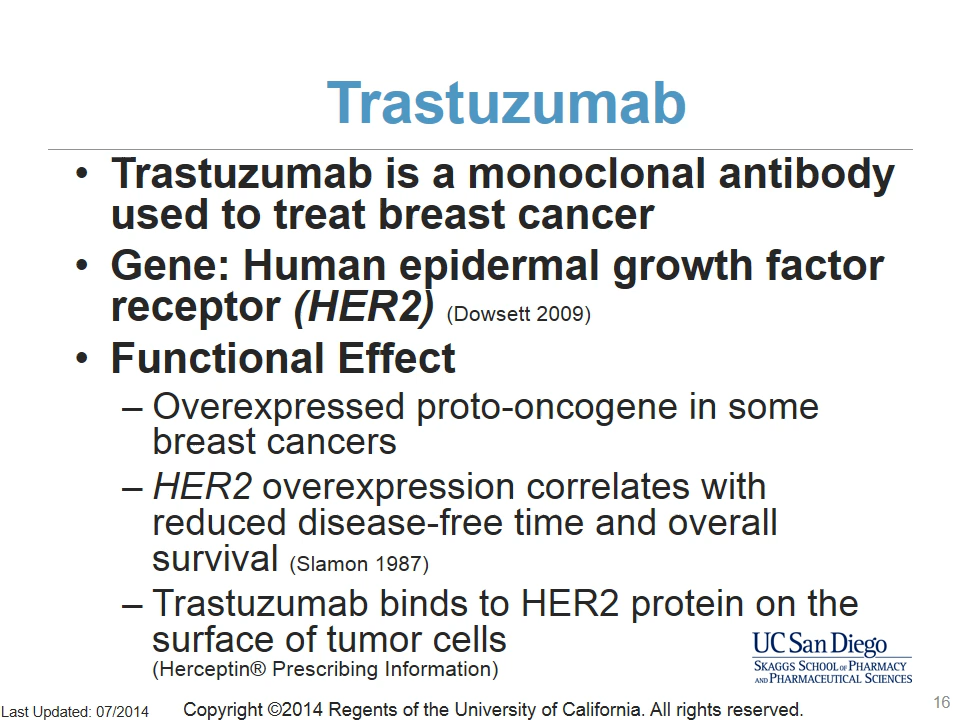 Trastuzumab
• Trastuzumab is a monoclonal antibody
used to treat breast cancer
• Gene: Human epidermal growth factor
receptor (HER2) (Dowsett 2009)
• Functional Effect
– Overexpressed proto-oncogene in some
breast cancers
– HER2 overexpression correlates with
reduced disease-free time and overall
survival (Slamon 1987)
– Trastuzumab binds to HER2 protein on the
surface of tumor cells
(Herceptin® Prescribing Information)
UC San Diego
SKAGGS SCHOOL OF PHARMACY
AND PHARMACEUTICAL SCIENCES
Last Updated: 07/2014
Copyright ©2014 Regents of the University of California. All rights reserved.
16